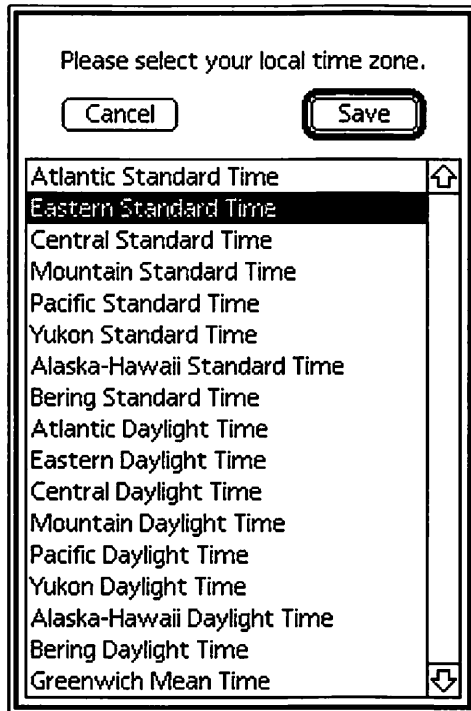 Please select your local time zone.
Cancel Save
Atlantic Standard Time
Eastern Standard Time
Central Standard Time
Mountain Standard Time
Pacific Standard Time
Yukon Standard Time
Alaska-Hawaii Standard Time
Bering Standard Time
Atlantic Daylight Time
Eastern Daylight Time
Central Daylight Time
Mountain Daylight Time
Pacific Daylight Time
Yukon Daylight Time
Alaska-Hawaii Daylight Time
Bering Daylight Time
Greenwich Mean Time